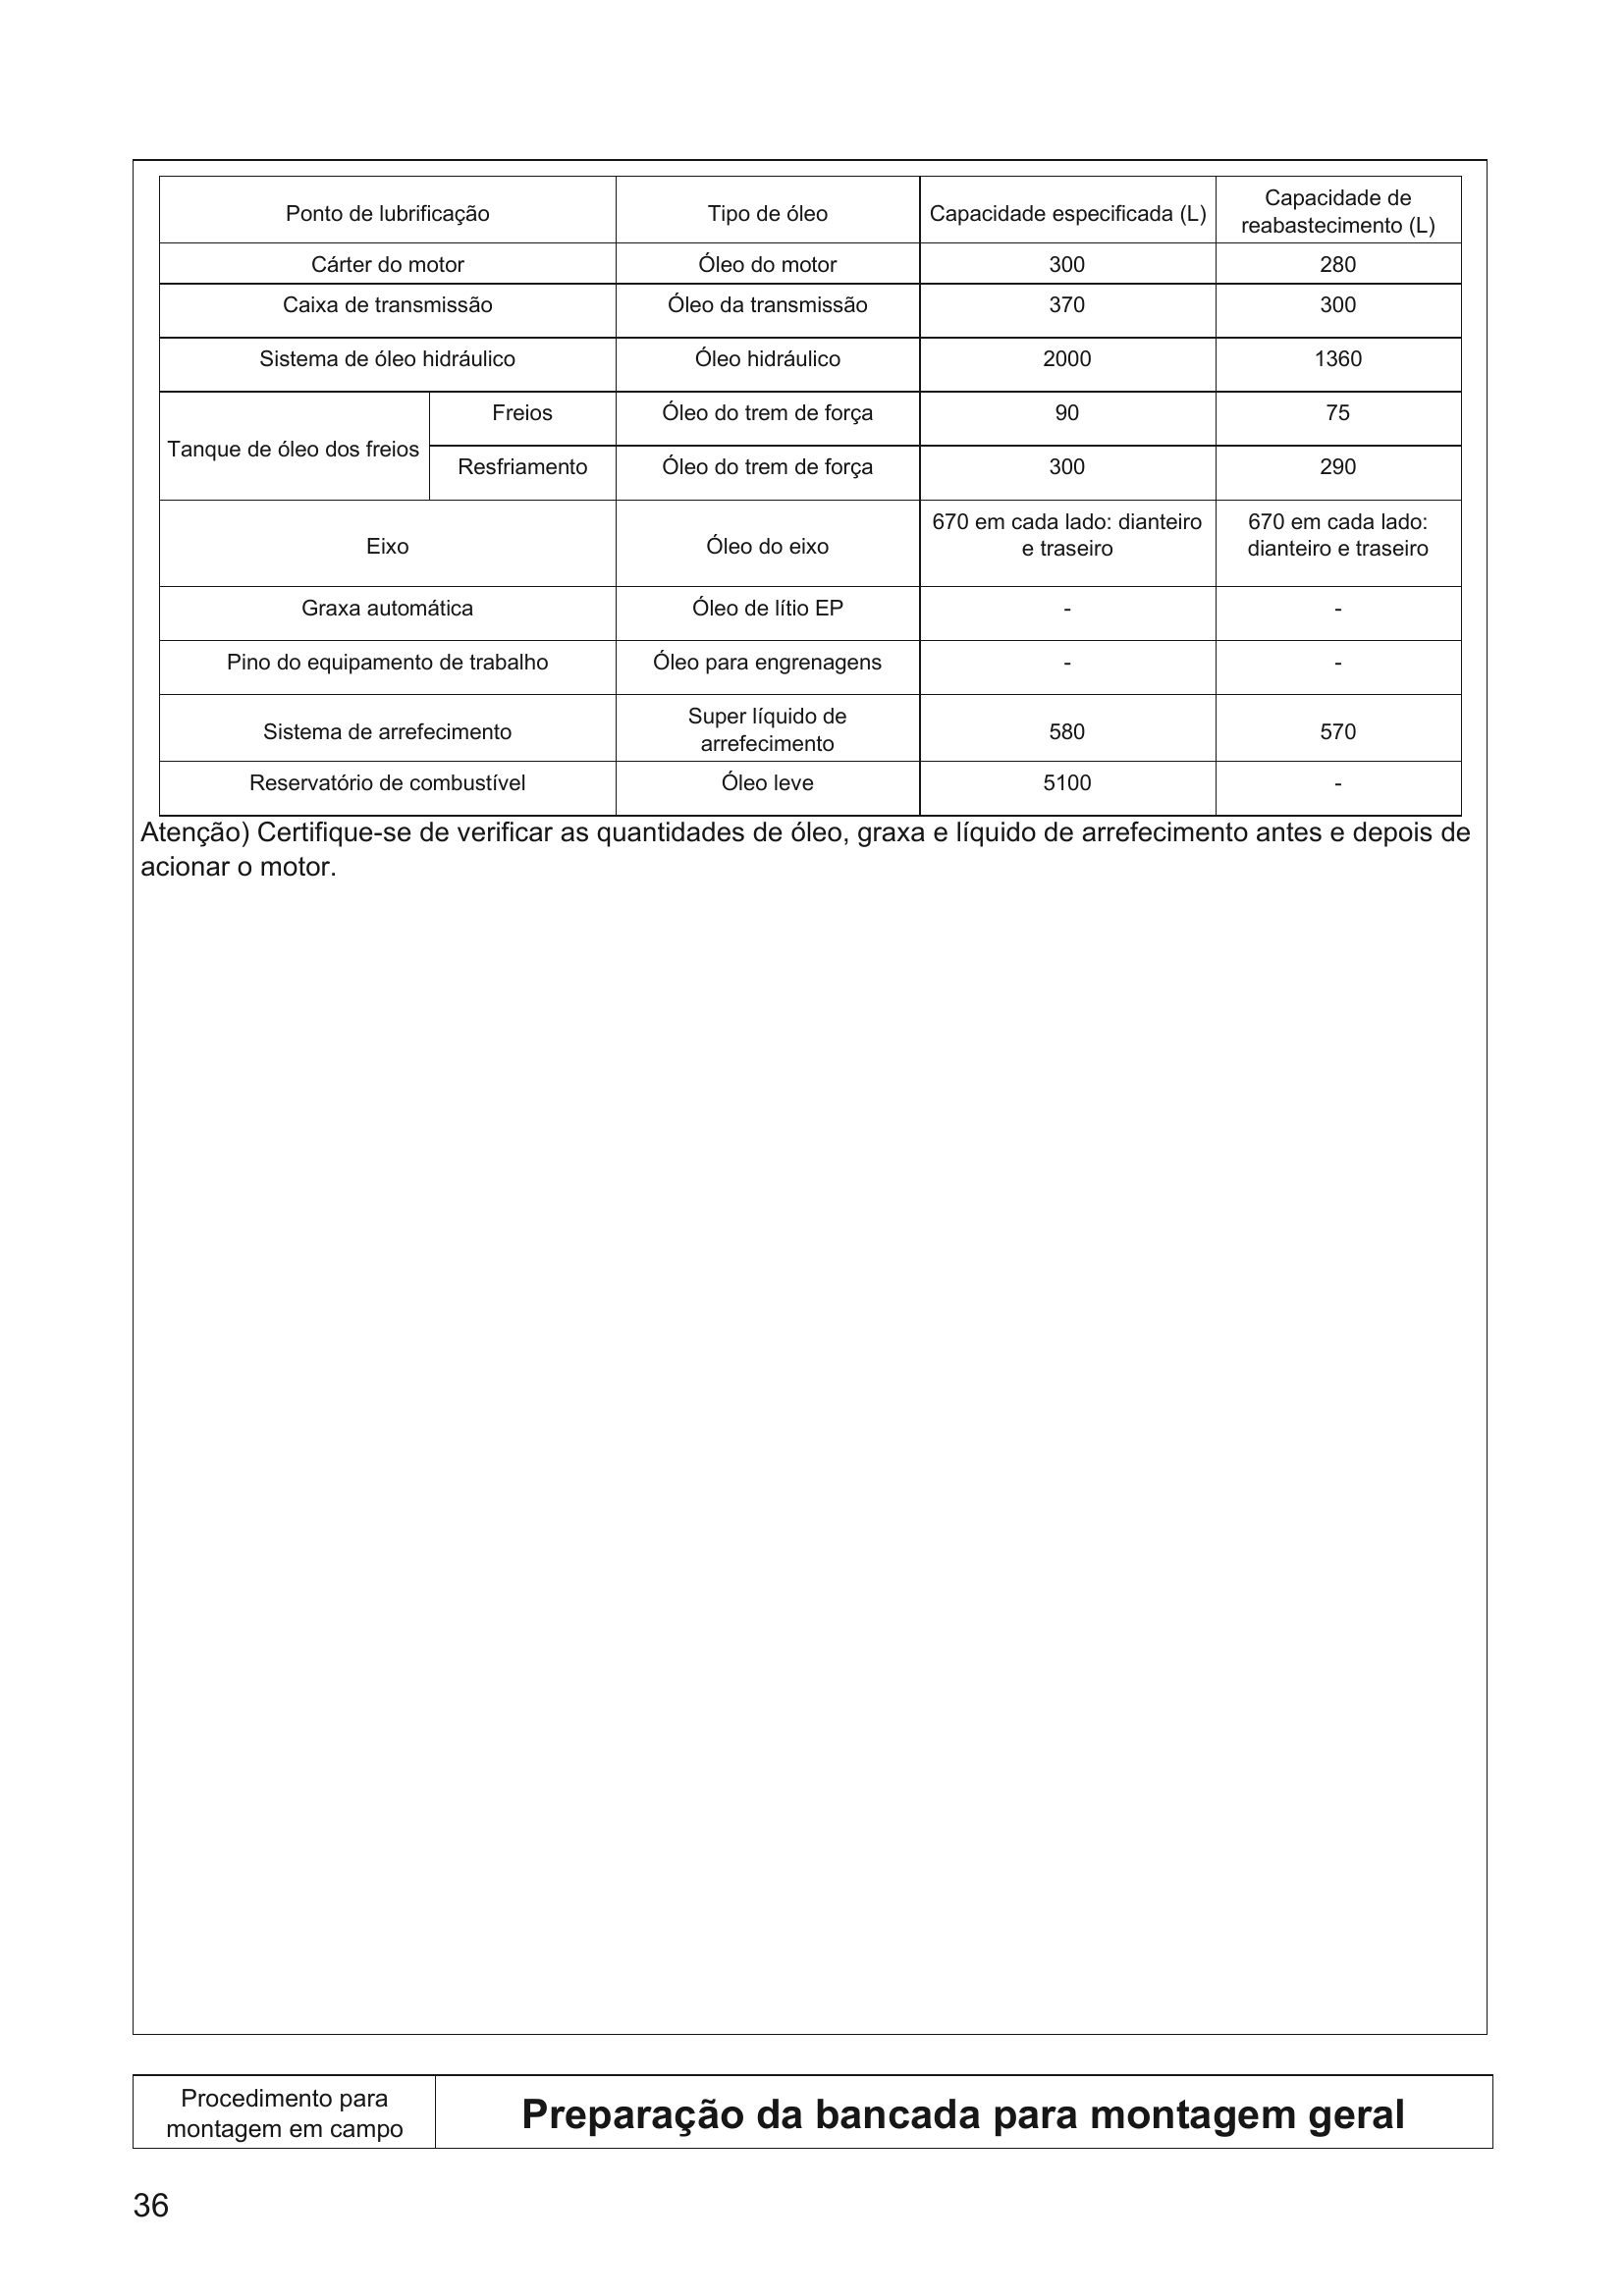 Ponto de lubrificação Tipo de óleo Capacidade especificada (L) Capacidade de
reabastecimento (L)
Cárter do motor Óleo do motor 300 280
Caixa de transmissão Óleo da transmissão 370 300
Sistema de óleo hidráulico Óleo hidráulico 2000 1360
Tanque de óleo dos freios Freios Óleo do trem de força 90 75
Resfriamento Óleo do trem de força 300 290
Eixo Óleo do eixo 670 em cada lado: dianteiro
e traseiro 670 em cada lado:
dianteiro e traseiro
Graxa automática Óleo de lítio EP - -
Pino do equipamento de trabalho Óleo para engrenagens - -
Sistema de arrefecimento Super líquido de
arrefecimento 580 570
Reservatório de combustível Óleo leve 5100 -
Atenção) Certifique-se de verificar as quantidades de óleo, graxa e líquido de arrefecimento antes e depois de
acionar o motor.
Procedimento para
montagem em campo
Preparação da bancada para montagem geral
36